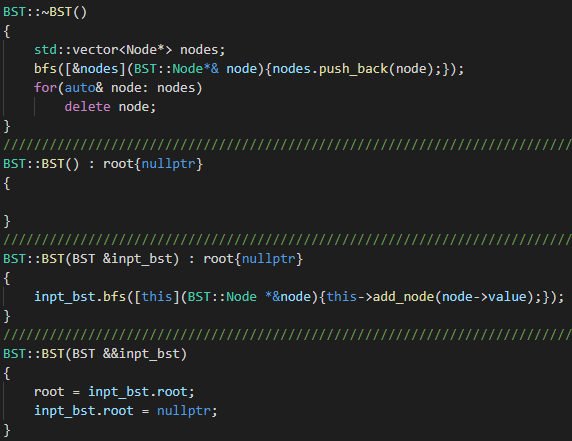 BST::~BST()
{
    std::vector<Node*> nodes;
    bfs([&nodes](BST::Node*& node){nodes.push_back(node);});
    for(auto& node: nodes)
        delete node;
}
////////////////////////////////////////////////////////////////////////////
BST::BST() : root{nullptr}
{

}
////////////////////////////////////////////////////////////////////////////
BST::BST(BST &inpt_bst) : root{nullptr}
{
    inpt_bst.bfs([this](BST::Node *&node){this->add_node(node->value);});
}
////////////////////////////////////////////////////////////////////////////
BST::BST(BST &&inpt_bst)
{
    root = inpt_bst.root;
    inpt_bst.root = nullptr;
}